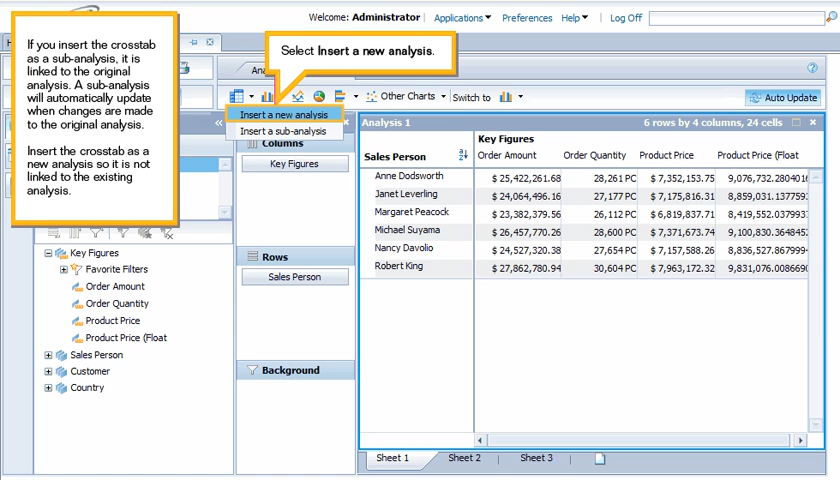 Welcome: Administrator Applications Preferences Help Log Off
If you insert the crosstab
as a sub-analysis, it is
linked to the original
analysis. A sub-analysis
will automatically update
when changes are made
to the original analysis.
Insert the crosstab as a
new analysis so it is not
linked to the existing
analysis.
Select Insert a new analysis.
Other Charts Switch to Auto Update
Insert a new analysis
Insert a sub-analysis
Columns
Key Figures
Rows
Sales Person
Background
Key Figures
Favorite Filters
Order Amount
Order Quantity
Product Price
Product Price (Float
Sales Person
Customer
Country
Analysis 1 6 rows by 4 columns, 24 cells
Key Figures
Sales Person Order Amount Order Quantity Product Price Product Price (Float
Anne Dodsworth $ 25,422,261.68 28,261 PC $ 7,352,153.75 9,076,732.2804016
Janet Leverling $ 24,064,496.16 27,177 PC $ 7,175,816.31 8,859,031.137759
Margaret Peacock $ 23,382,379.56 26,112 PC $ 6,819,837.71 8,419,552.037993
Michael Suyama $ 26,457,770.26 28,600 PC $ 7,371,673.74 9,100,830.364845
Nancy Davolio $ 24,527,320.38 27,654 PC $ 7,157,588.26 8,836,527.867999
Robert King $ 27,862,780.94 30,604 PC $ 7,963,172.32 9,831,076.008669
Sheet 1 Sheet 2 Sheet 3